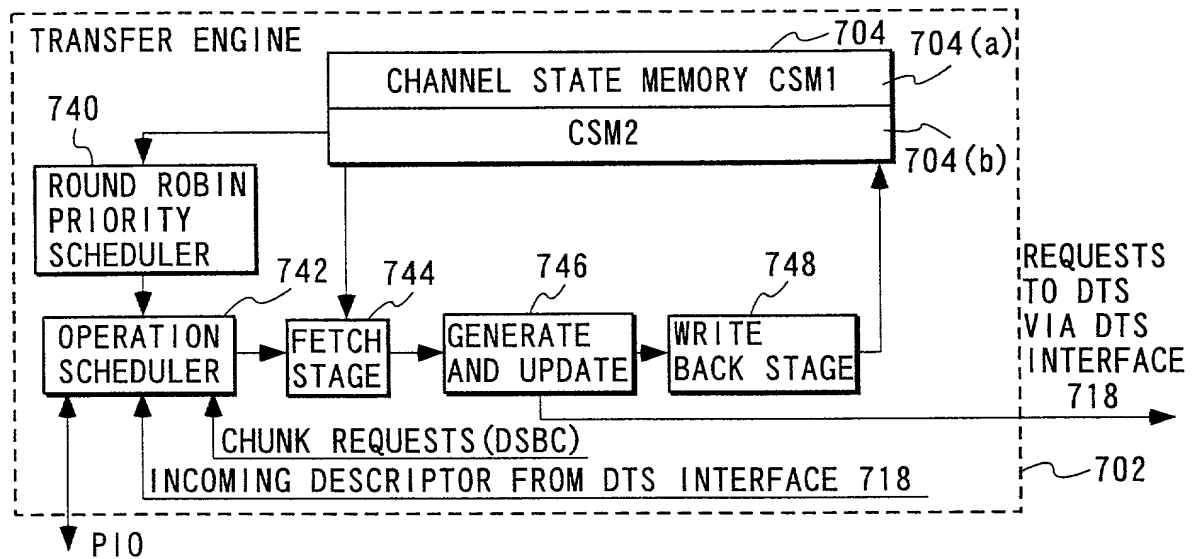 TRANSFER ENGINE
704
704(a)
CHANNEL STATE MEMORY CSM1
740
CSM2
704(b)
ROUND ROBIN
PRIORITY
SCHEDULER
742
744
746
748
REQUESTS
TO DTS
VIA DTS
INTERFACE
718
OPERATION
SCHEDULER
FETCH
STAGE
GENERATE
AND UPDATE
WRITE
BACK STAGE
CHUNK REQUESTS(DSBC)
INCOMING DESCRIPTOR FROM DTS INTERFACE 718
702
PIO